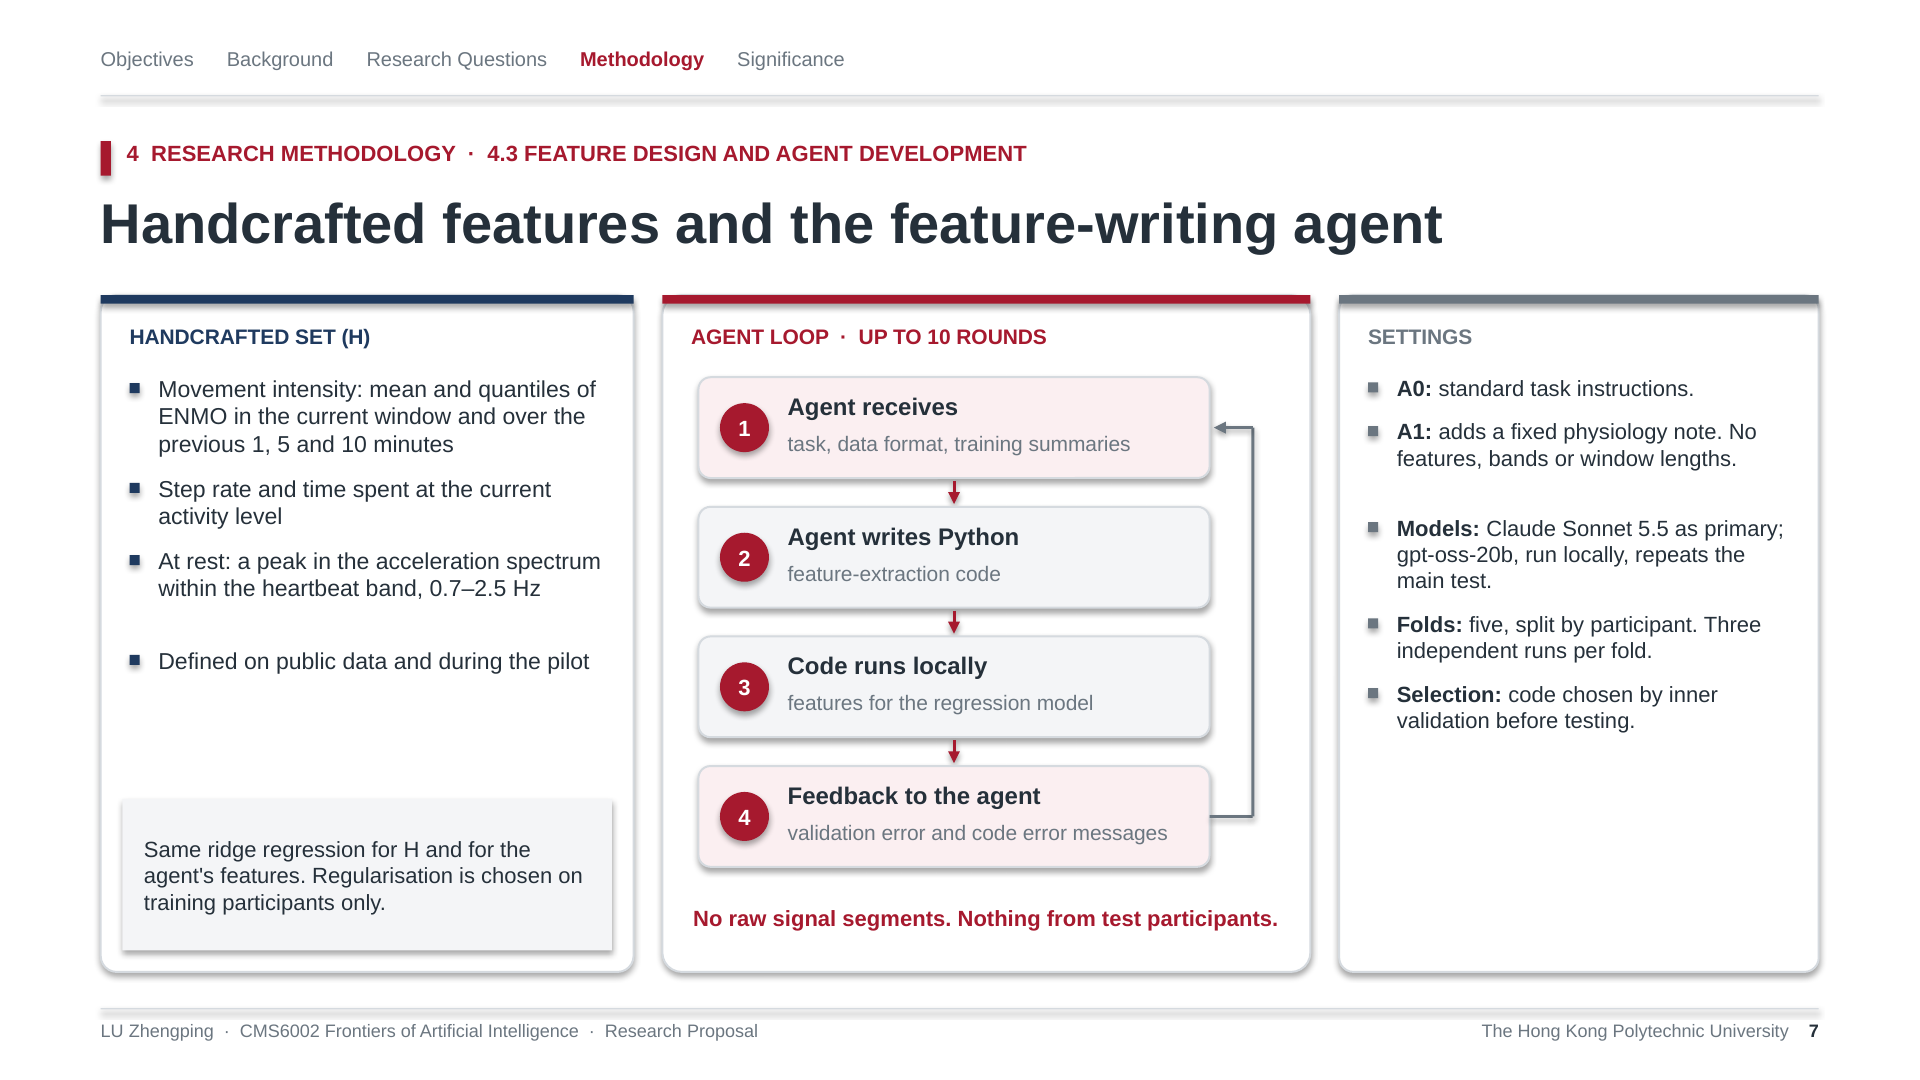 Objectives Background Research Questions Methodology Significance
4 RESEARCH METHODOLOGY · 4.3 FEATURE DESIGN AND AGENT DEVELOPMENT
Handcrafted features and the feature-writing agent
HANDCRAFTED SET (H)
Movement intensity: mean and quantiles of
ENMO in the current window and over the
previous 1, 5 and 10 minutes
Step rate and time spent at the current
activity level
At rest: a peak in the acceleration spectrum
within the heartbeat band, 0.7–2.5 Hz
Defined on public data and during the pilot
Same ridge regression for H and for the
agent's features. Regularisation is chosen on
training participants only.
AGENT LOOP · UP TO 10 ROUNDS
1
Agent receives
task, data format, training summaries
2
Agent writes Python
feature-extraction code
3
Code runs locally
features for the regression model
4
Feedback to the agent
validation error and code error messages
No raw signal segments. Nothing from test participants.
SETTINGS
A0: standard task instructions.
A1: adds a fixed physiology note. No
features, bands or window lengths.
Models: Claude Sonnet 5.5 as primary;
gpt-oss-20b, run locally, repeats the
main test.
Folds: five, split by participant. Three
independent runs per fold.
Selection: code chosen by inner
validation before testing.
LU Zhengping · CMS6002 Frontiers of Artificial Intelligence · Research Proposal
The Hong Kong Polytechnic University 7